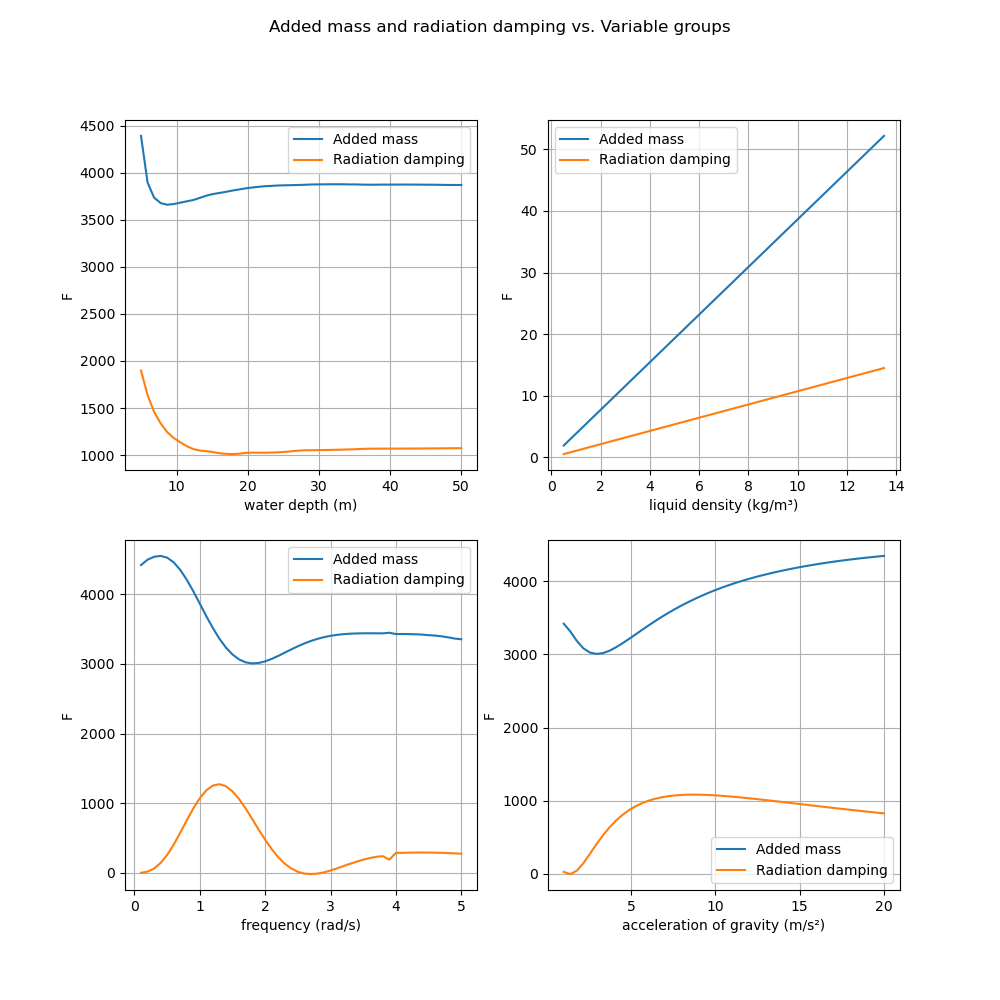 Added mass and radiation damping vs. Variable groups
4500
4000
3500
3000
2500
2000
1500
1000
F
10
20
30
40
50
water depth (m)
Added mass
Radiation damping
50
40
30
20
10
0
F
0
2
4
6
8
10
12
14
liquid density (kg/m³)
Added mass
Radiation damping
4000
3000
2000
1000
0
F
0
1
2
3
4
5
frequency (rad/s)
Added mass
Radiation damping
4000
3000
2000
1000
0
F
5
10
15
20
acceleration of gravity (m/s²)
Added mass
Radiation damping